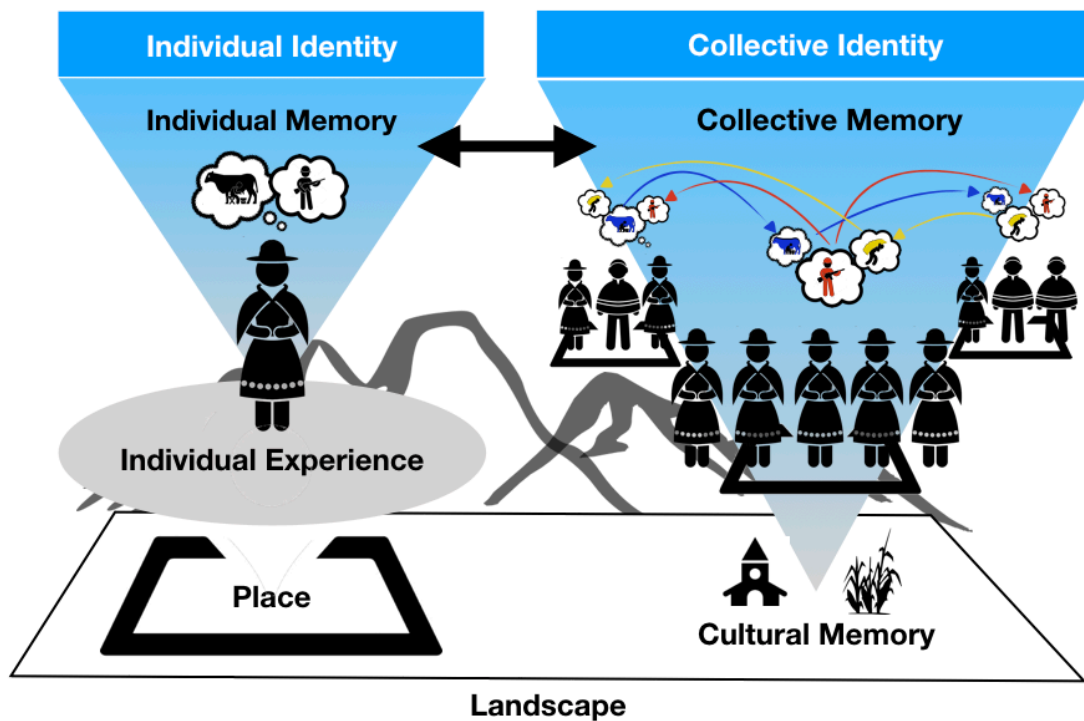 Individual Identity
Collective Identity
Individual Memory
Collective Memory
Individual Experience
Place
Cultural Memory
Landscape